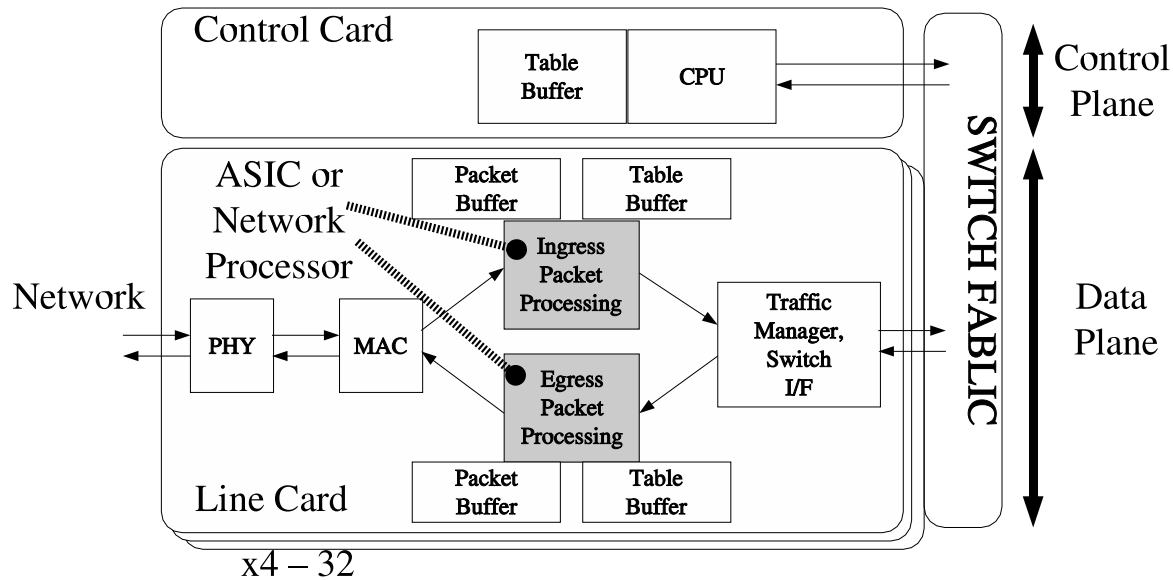 Control Card
Table
Buffer
CPU
Control
Plane
SWITCH FABLIC
ASIC or
Network
Processor
Packet
Buffer
Table
Buffer
Ingress
Packet
Processing
Network
PHY
MAC
Traffic
Manager,
Switch
I/F
Data
Plane
Egress
Packet
Processing
Packet
Buffer
Table
Buffer
Line Card
x4 – 32